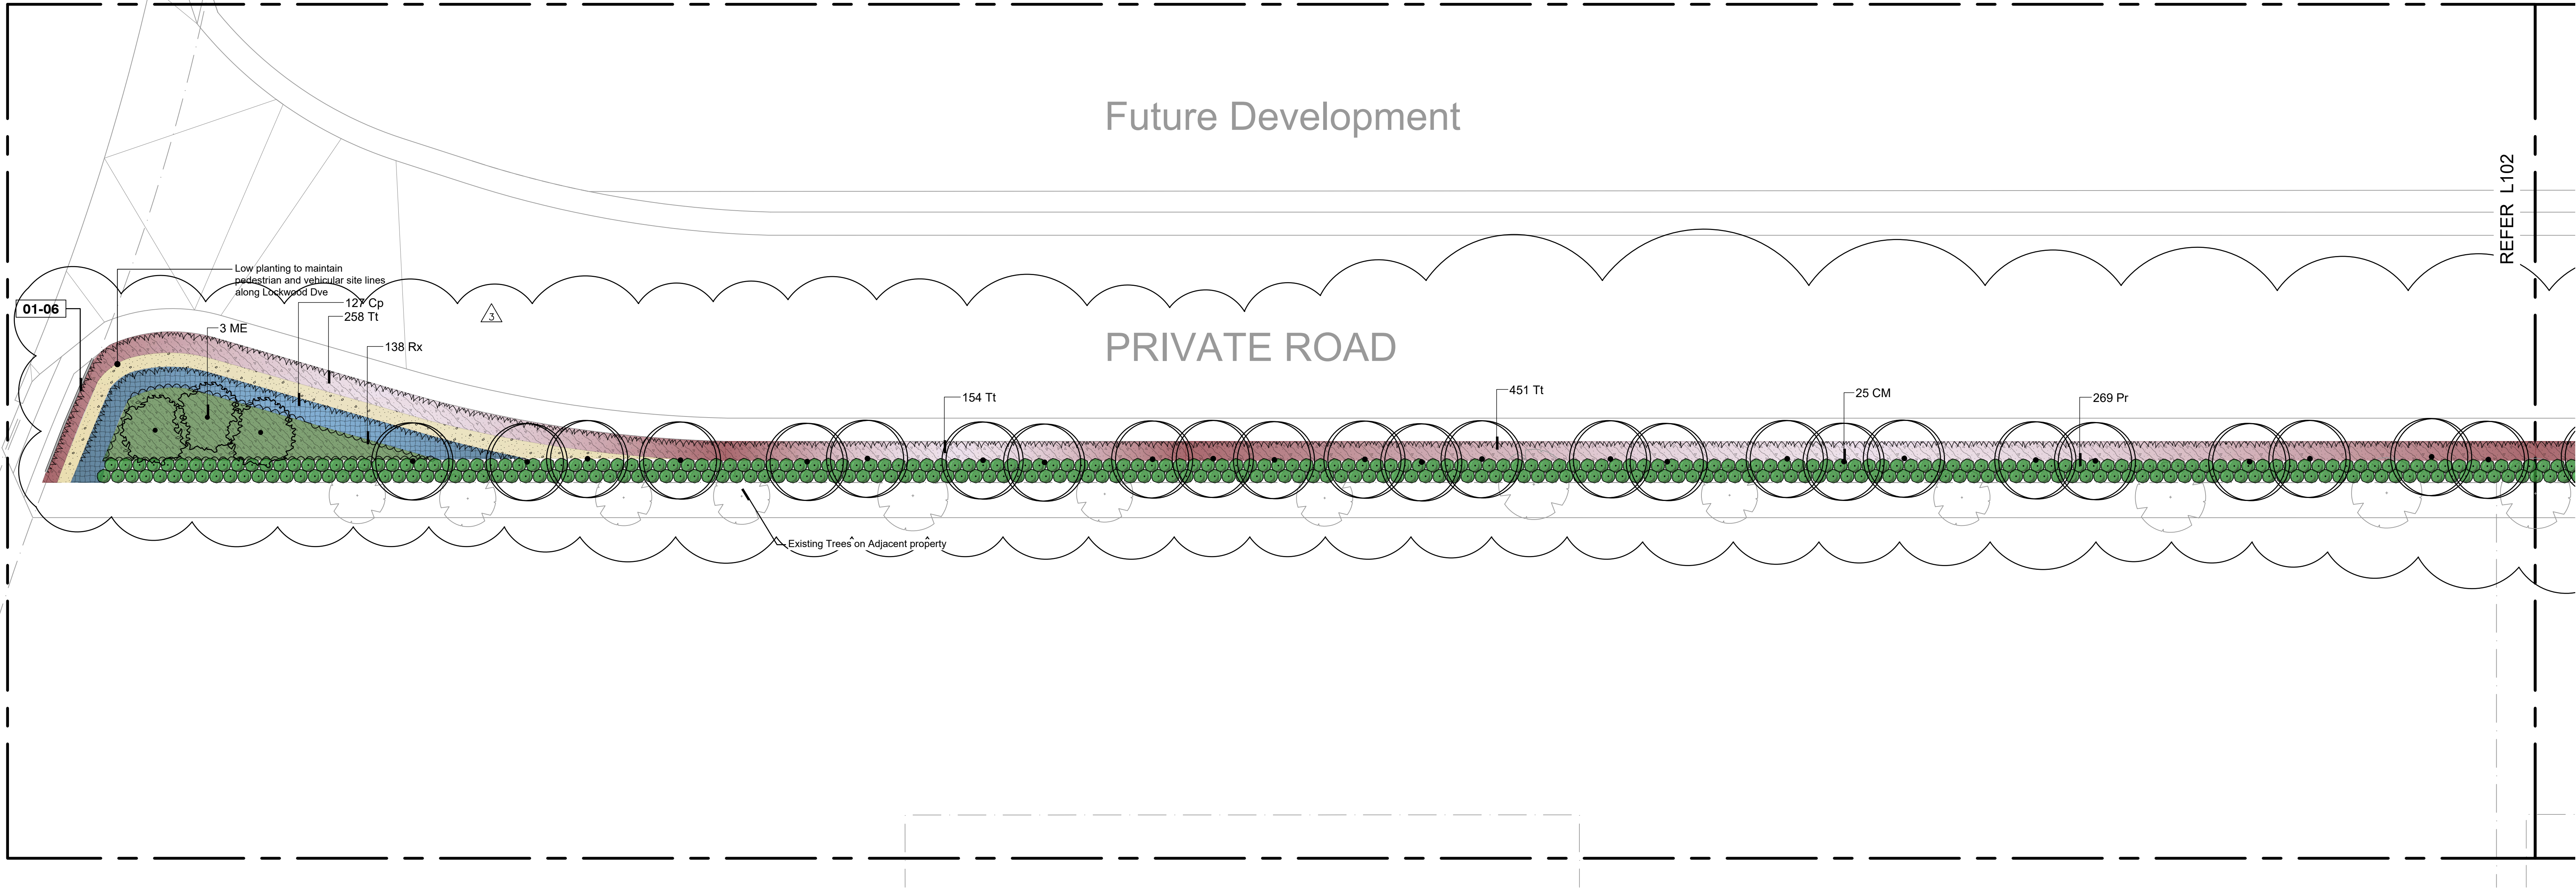 Future Development
REFER L102
Low planting to maintain
pedestrian and vehicular site lines
along Lockwood Dve
01-06
127 Cp
258 Tt
3
3 ME
138 Rx
PRIVATE ROAD
154 Tt
451 Tt
25 CM
269 Pr
Existing Trees on Adjacent property